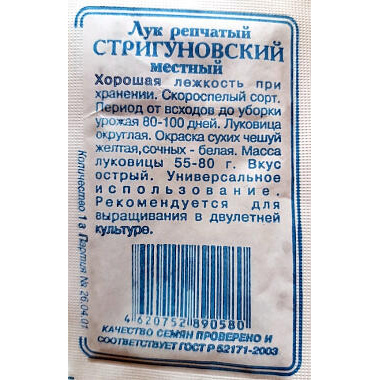 Лук репчатый
СТРИГУНОВСКИЙ
местный
Хорошая лежкость при
хранении. Скороспелый сорт.
Период от всходов до уборки
урожая 80-100 дней. Луковица
округлая. Окраска сухих чешуй
желтая,сочных - белая. Масса
луковицы 55-80 г. Вкус
острый. Универсальное
использование.
Рекомендуется для
выращивания в двулетней
культуре.
Количество 1 г Партия № 26.04.01
4 620752 890580
КАЧЕСТВО СЕМЯН ПРОВЕРЕНО И
СООТВЕТСТВУЕТ ГОСТ Р 52171-2003